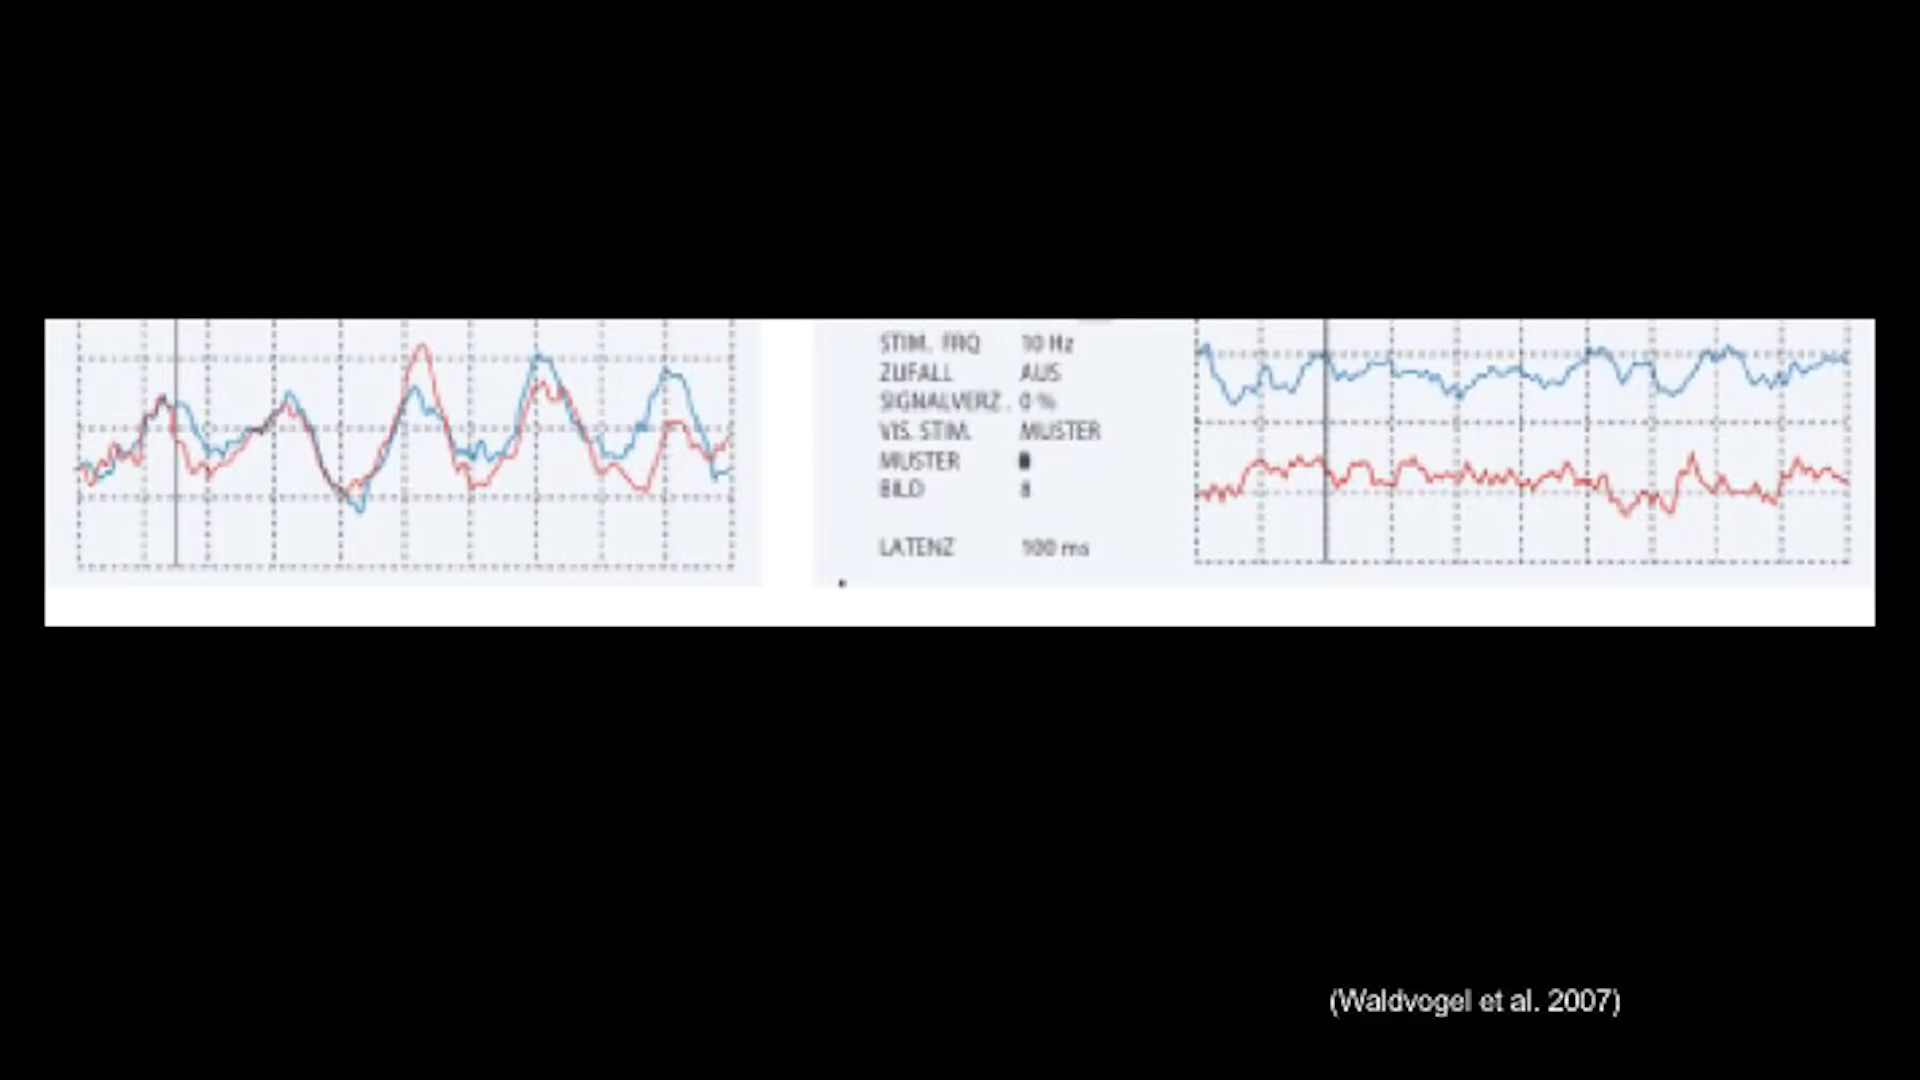 STIM. FRQ 10 Hz
ZUFALL AUS
SIGNALVERZ. 0 %
VIS. STIM. MUSTER
MUSTER
BILD 8
LATENZ 100 ms
(Waldvogel et al. 2007)